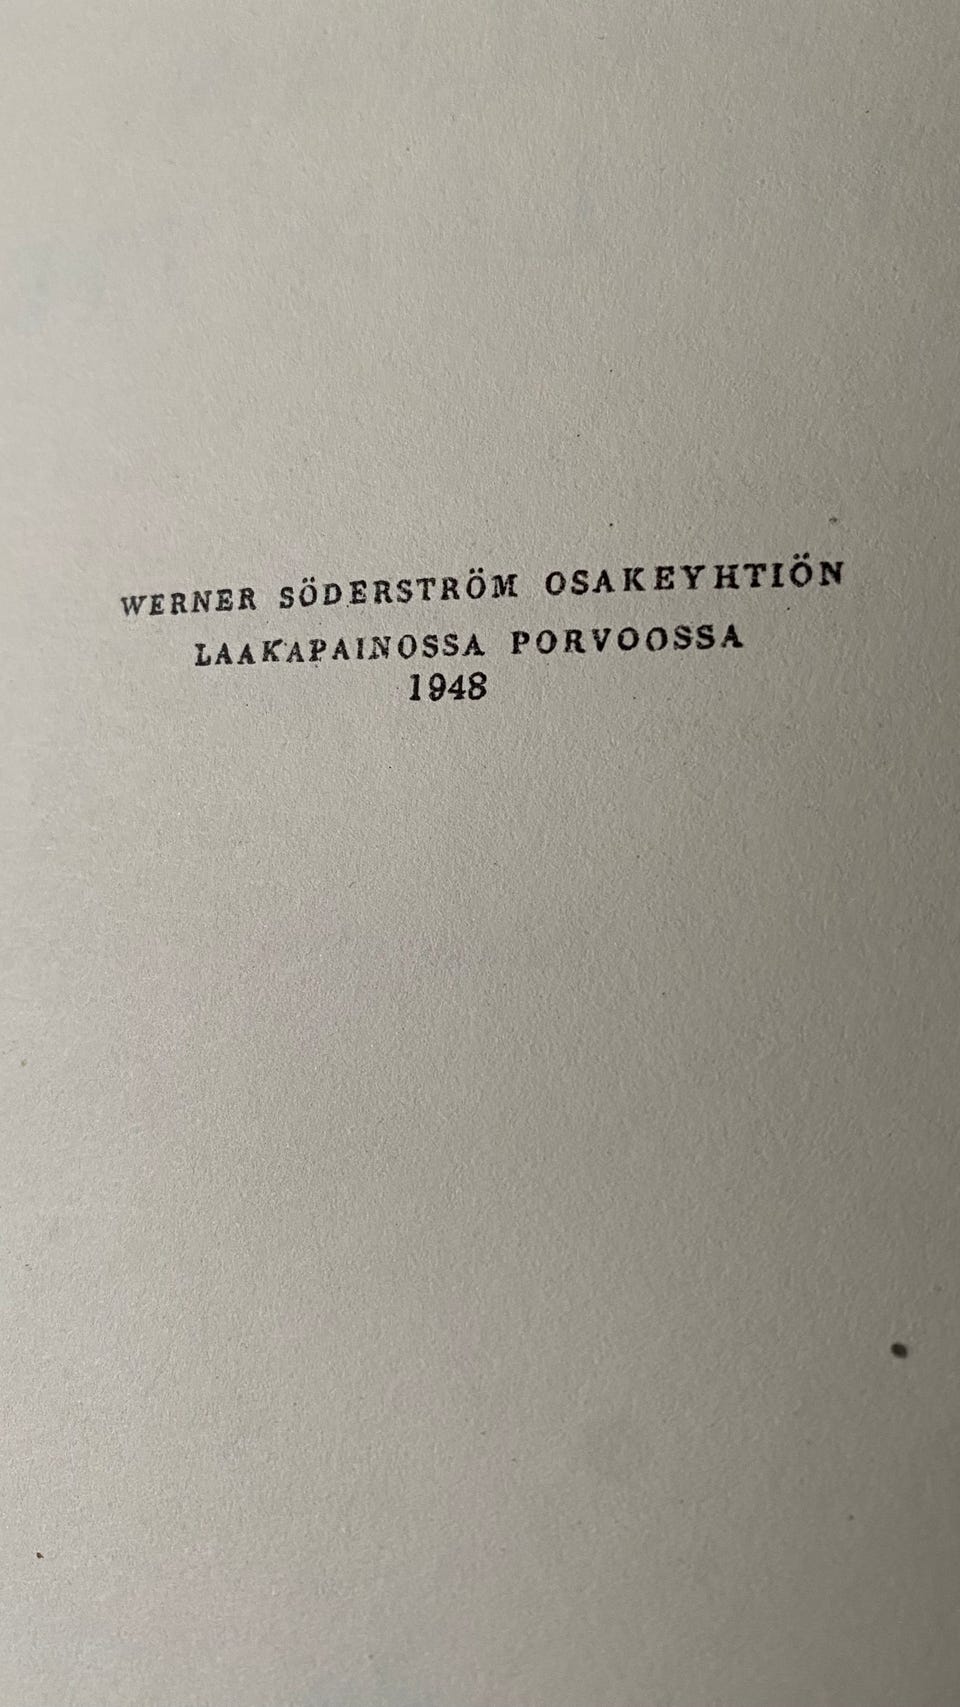 WERNER SÖDERSTRÖM OSAKEYHTIÖN
LAAKAPAINOSSA PORVOOSSA
1948